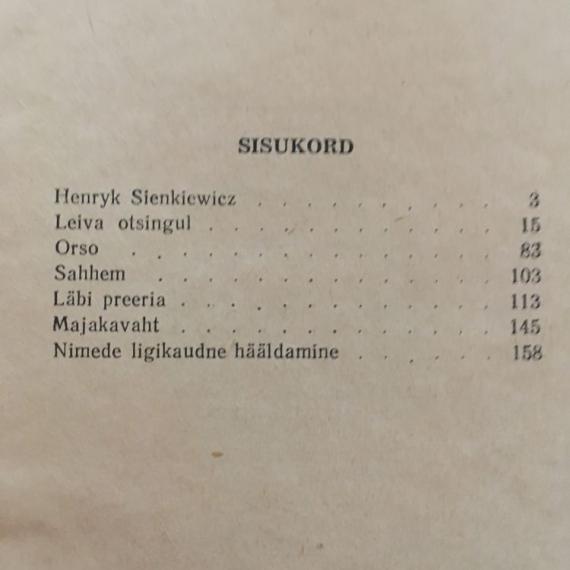 SISUKORD
Henryk Sienkiewicz . . . . . . . . . . 3
Leiva otsingul . . . . . . . . . . . . 15
Orso . . . . . . . . . . . . . . . 83
Sahhem . . . . . . . . . . . . . . 103
Läbi preeria . . . . . . . . . . . . . 113
Majakavaht . . . . . . . . . . . . . 145
Nimede ligikaudne hääldamine . . . . . . 158